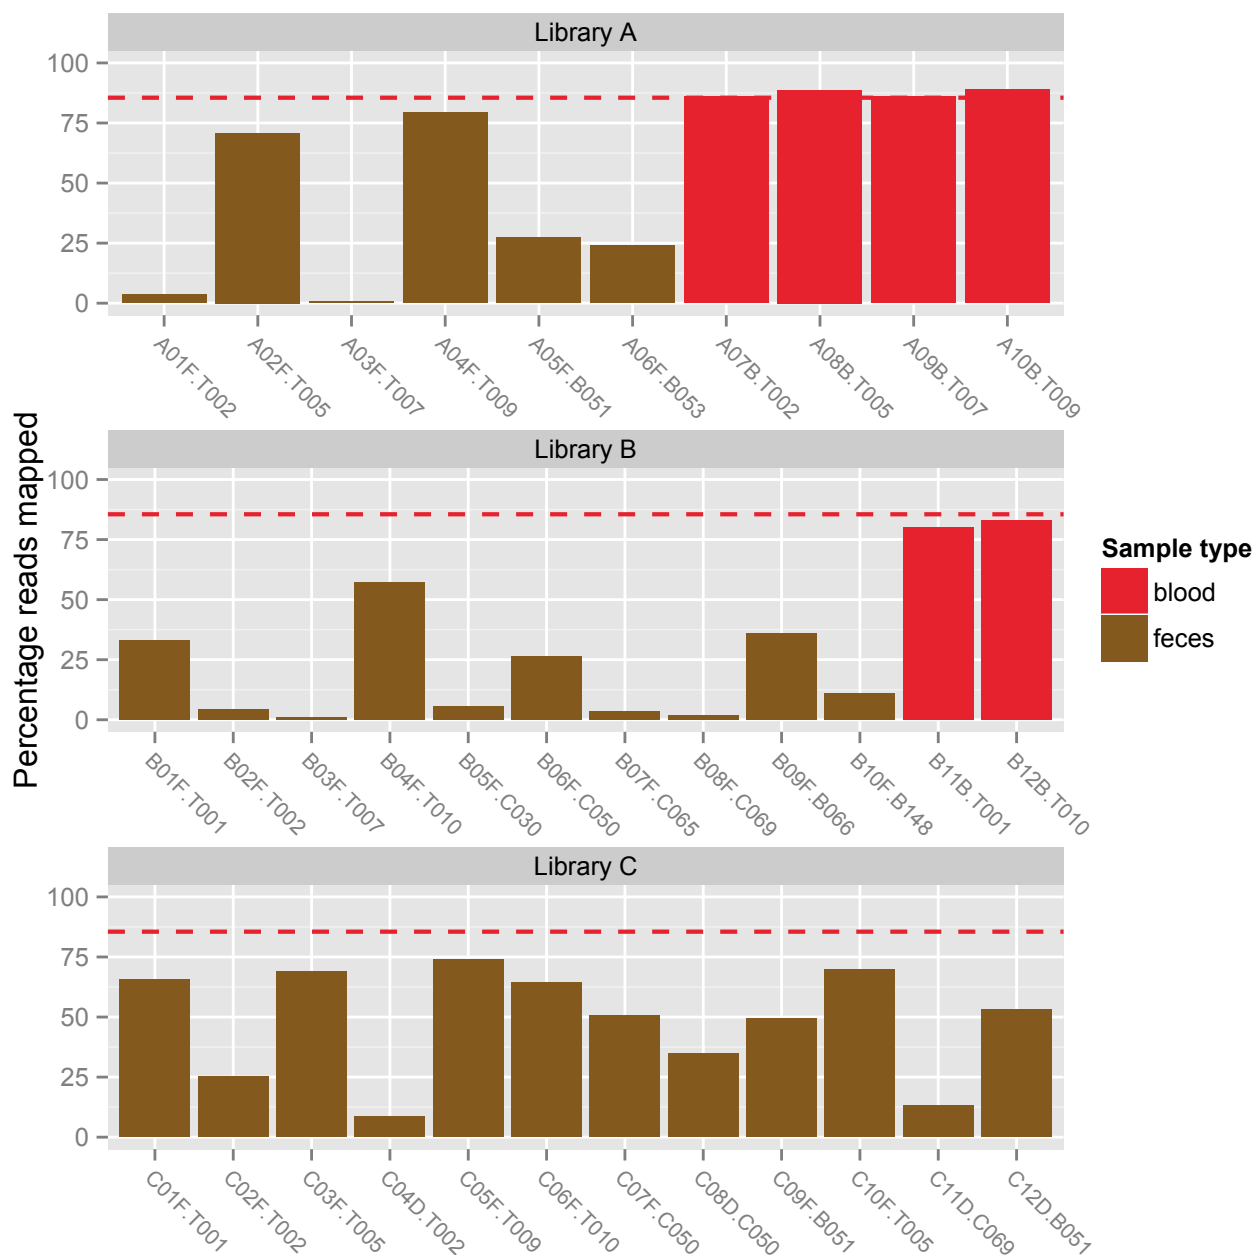 Library A
100
75
50
25
0
A01F.T002 A02F.T005 A03F.T007 A04F.T009 A05F.B051 A06F.B053 A07B.T002 A08B.T005 A09B.T007 A10B.T009
Percentage reads mapped
Library B
100
75
50
25
0
B01F.T001 B02F.T002 B03F.T007 B04F.T010 B05F.C030 B06F.C050 B07F.C065 B08F.C069 B09F.B066 B10F.B148 B11B.T001 B12B.T010
Sample type
blood
feces
Library C
100
75
50
25
0
C01F.T001 C02F.T002 C03F.T005 C04D.T002 C05F.T009 C06F.T010 C07F.C050 C08D.C050 C09F.B051 C10F.T005 C11D.C069 C12D.B051